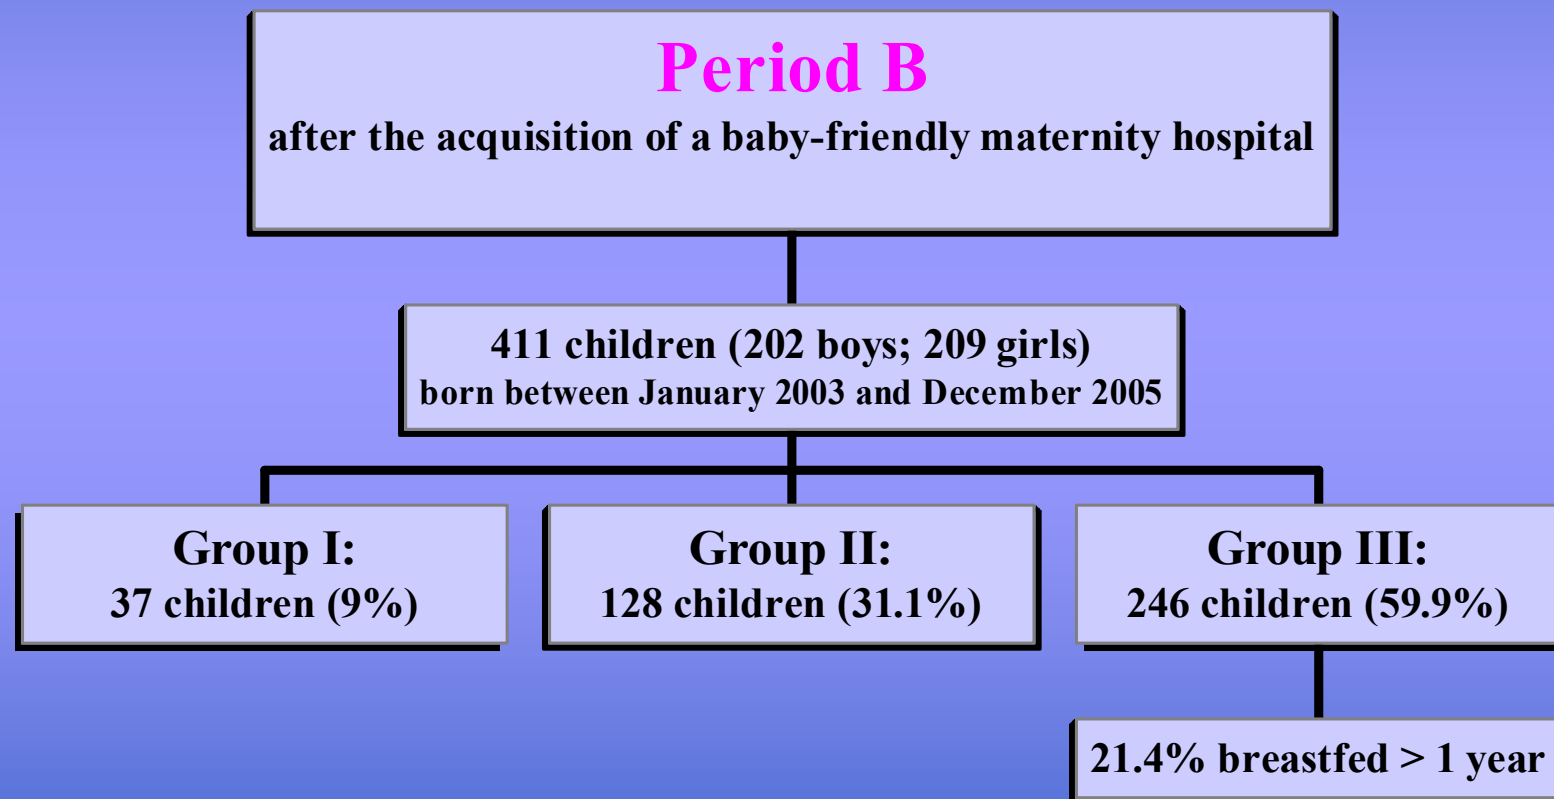 Period B
after the acquisition of a baby-friendly maternity hospital
411 children (202 boys; 209 girls)
born between January 2003 and December 2005
Group I:
37 children (9%)
Group II:
128 children (31.1%)
Group III:
246 children (59.9%)
21.4% breastfed > 1 year